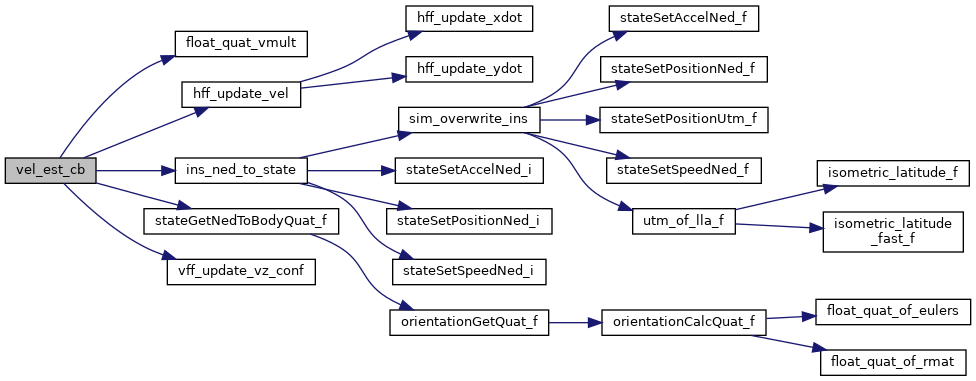 vel_est_cb
float_quat_vmult
hff_update_vel
ins_ned_to_state
stateGetNedToBodyQuat_f
vff_update_vz_conf
hff_update_xdot
hff_update_ydot
sim_overwrite_ins
stateSetAccelNed_i
stateSetPositionNed_i
stateSetSpeedNed_i
orientationGetQuat_f
stateSetAccelNed_f
stateSetPositionNed_f
stateSetPositionUtm_f
stateSetSpeedNed_f
utm_of_lla_f
orientationCalcQuat_f
isometric_latitude_f
isometric_latitude
_fast_f
float_quat_of_eulers
float_quat_of_rmat